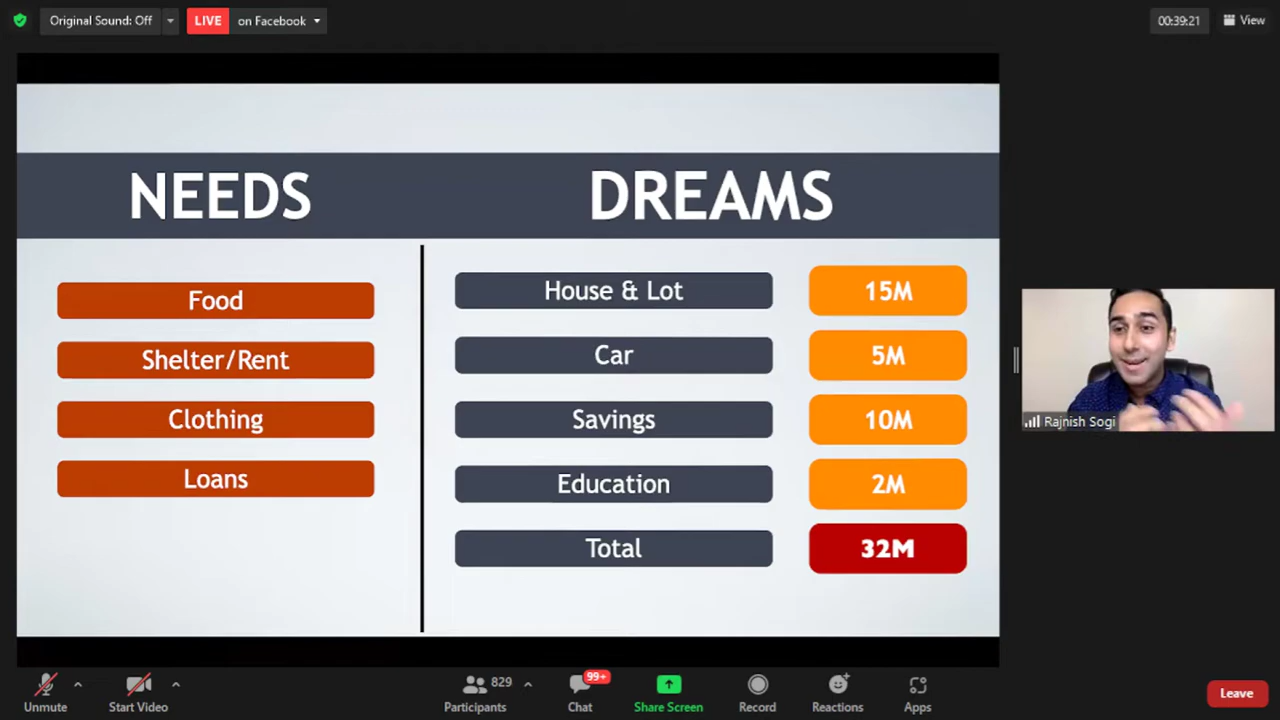 Original Sound: Off
LIVE on Facebook
00:39:21
View
NEEDS
DREAMS
Food
Shelter/Rent
Clothing
Loans
House & Lot 15M
Car 5M
Savings 10M
Education 2M
Total 32M
Rajnish Sogi
Unmute
Start Video
829
Participants
99+
Chat
Share Screen
Record
Reactions
Apps
Leave